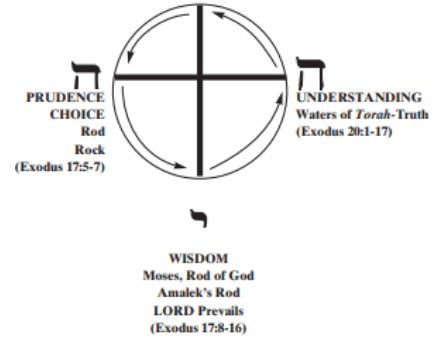 ה
PRUDENCE
CHOICE
Rod
Rock
(Exodus 17:5-7)
ה
UNDERSTANDING
Waters of Torah-Truth
(Exodus 20:1-17)
י
WISDOM
Moses, Rod of God
Amalek's Rod
LORD Prevails
(Exodus 17:8-16)